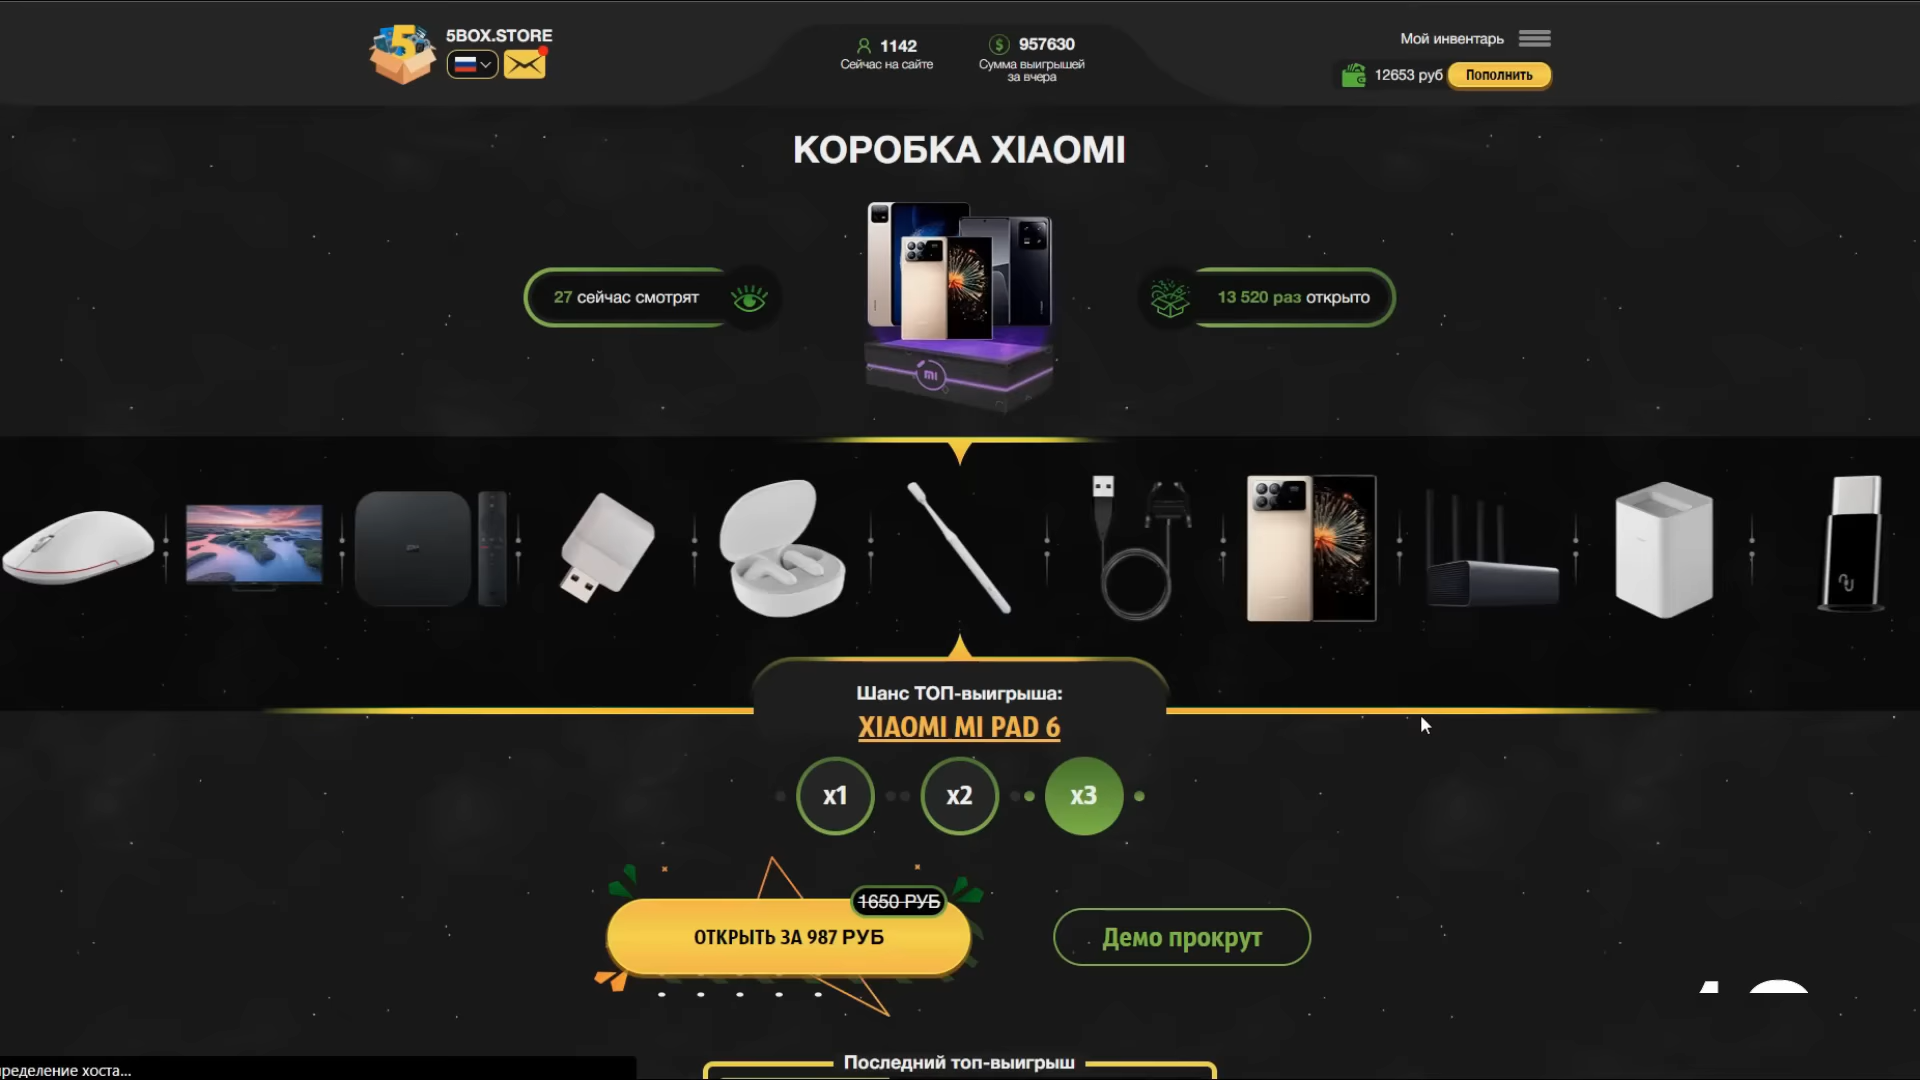 5BOX.STORE
1142
Сейчас на сайте
957630
Сумма выигрышей
за вчера
Мой инвентарь
12653 руб
Пополнить
КОРОБКА XIAOMI
27 сейчас смотрят
13 520 раз открыто
Шанс ТОП-выигрыша:
XIAOMI MI PAD 6
x1
x2
x3
1650 РУБ
ОТКРЫТЬ ЗА 987 РУБ
Демо прокрут
Последний топ-выигрыш
пределение хоста...